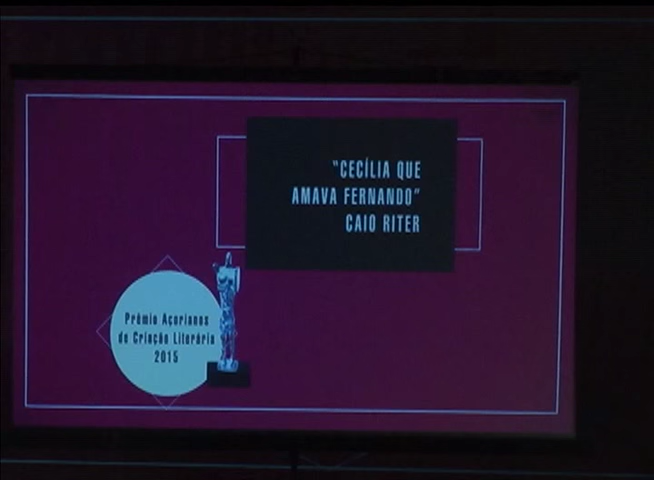 "CECÍLIA QUE
AMAVA FERNANDO"
CAIO RITER
Prêmio Açorianos
de Criação Literária
2015